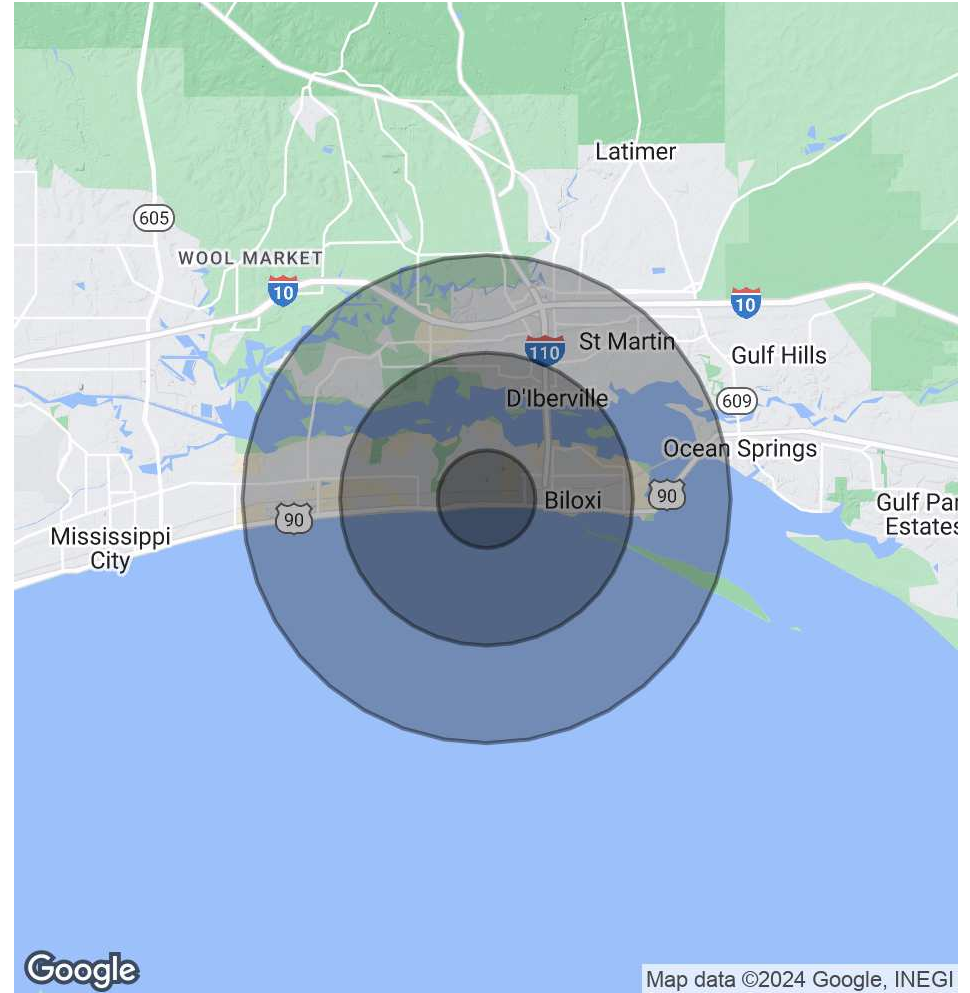 Latimer
605
WOOL MARKET
10
10
110
St Martin
Gulf Hills
D'Iberville
609
Ocean Springs
90
Biloxi
90
Gulf Par
Estates
Mississippi
City
Google
Map data ©2024 Google, INEGI